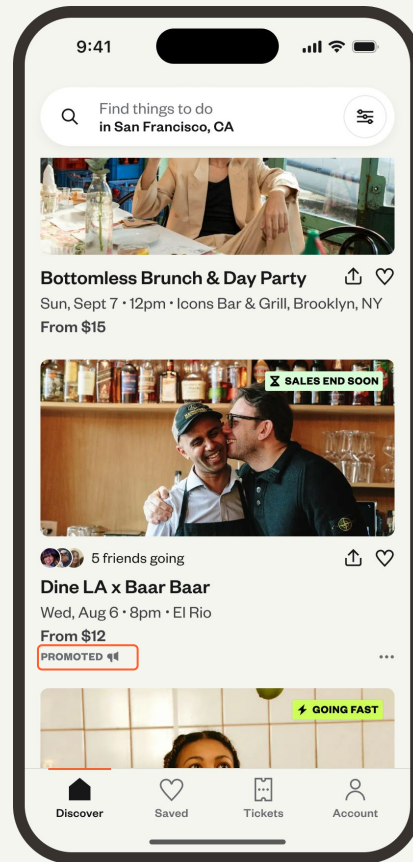 9:41
Find things to do
in San Francisco, CA
Bottomless Brunch & Day Party
Sun, Sept 7 • 12pm • Icons Bar & Grill, Brooklyn, NY
From $15
SALES END SOON
5 friends going
Dine LA x Baar Baar
Wed, Aug 6 • 8pm • El Rio
From $12
PROMOTED
GOING FAST
Discover
Saved
Tickets
Account